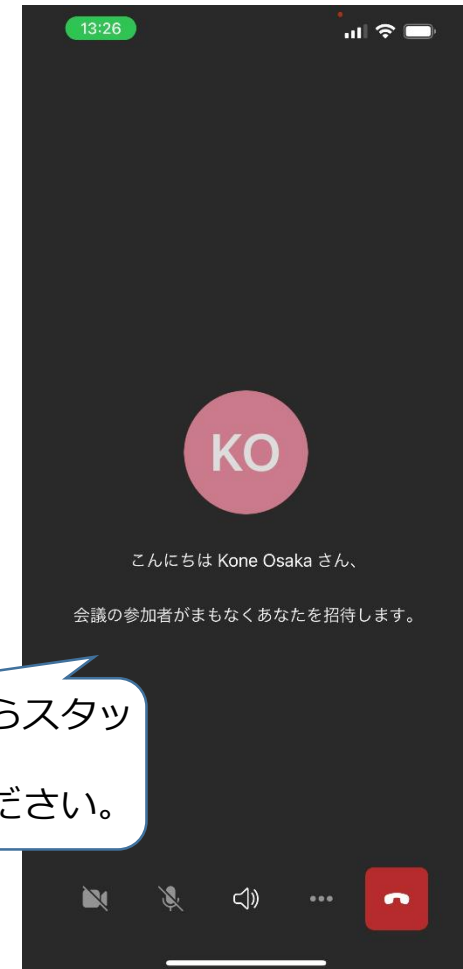 13:26
KO
こんにちは Kone Osaka さん、
会議の参加者がまもなくあなたを招待します。
らスタッ
ださい。